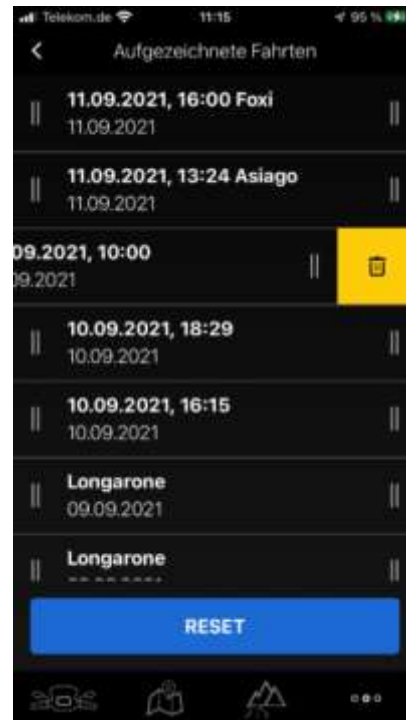 Telekom.de 11:15 95 %
Aufgezeichnete Fahrten
11.09.2021, 16:00 Foxi
11.09.2021
11.09.2021, 13:24 Asiago
11.09.2021
09.2021, 10:00
09.2021
10.09.2021, 18:29
10.09.2021
10.09.2021, 16:15
10.09.2021
Longarone
09.09.2021
Longarone
RESET